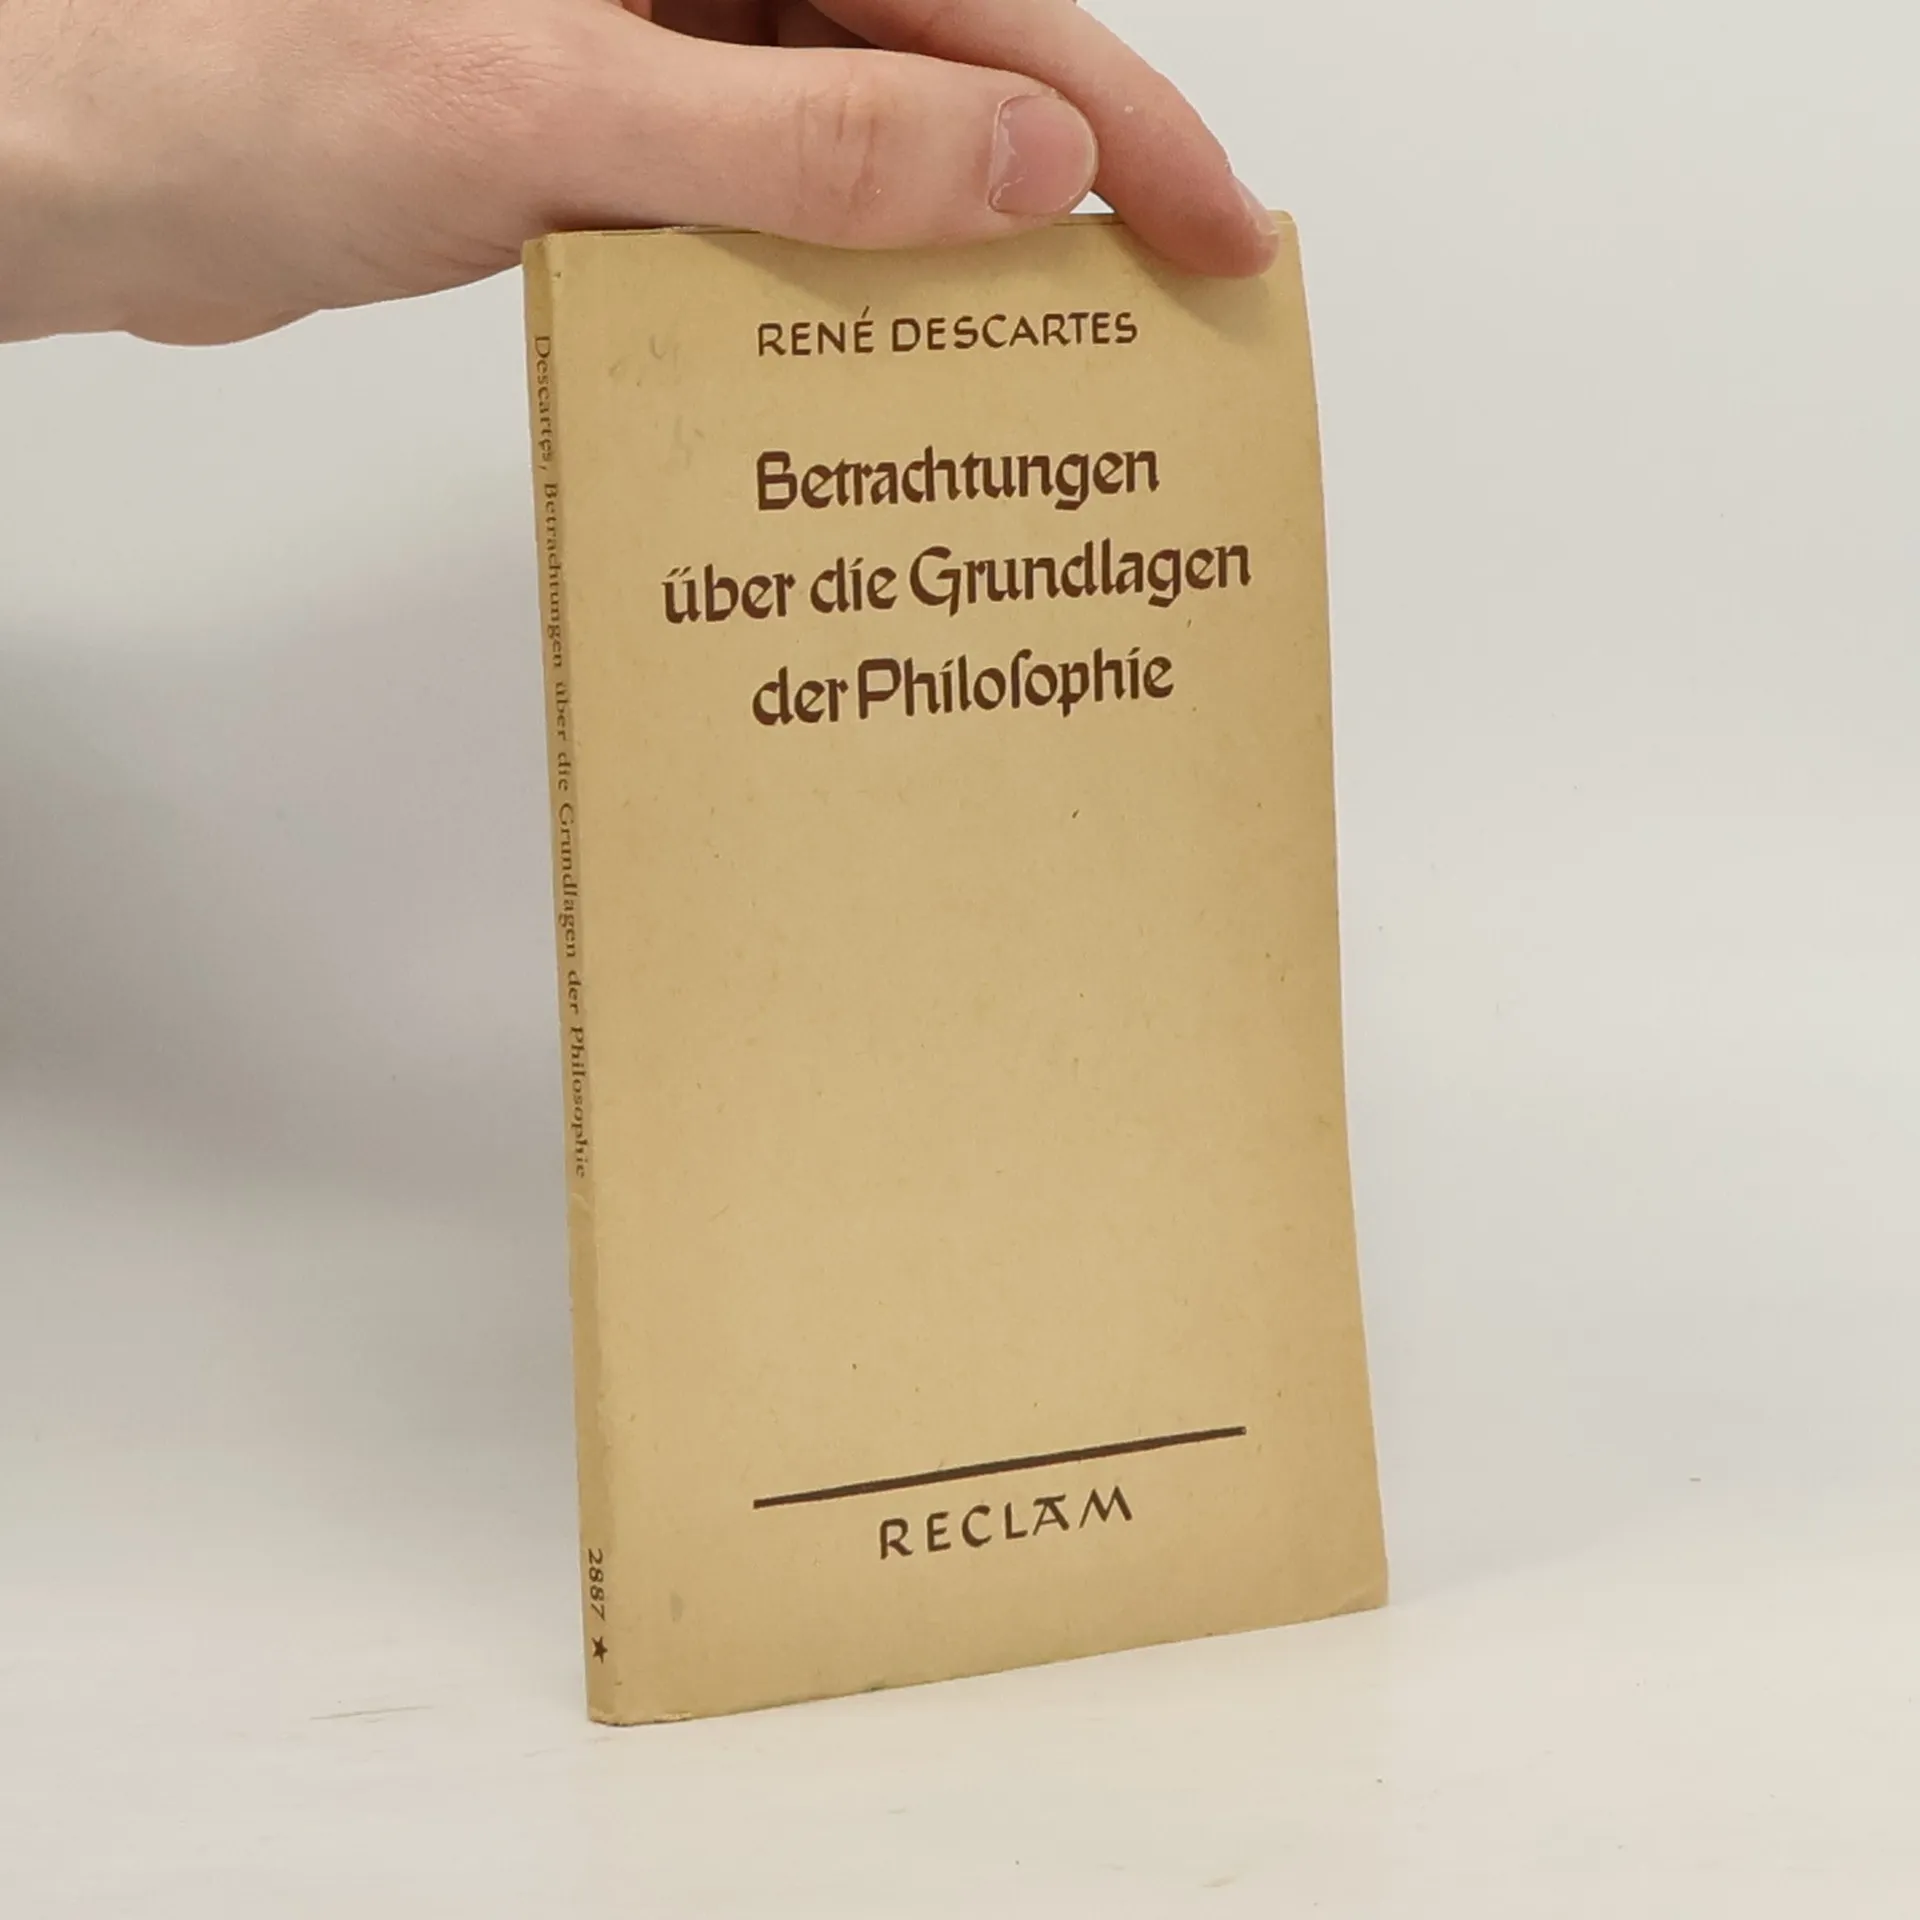 RENÉ DESCARTES
Betrachtungen
über die Grundlagen
der Philoſophie
RECLAM
Descartes, Betrachtungen über die Grundlagen der Philosophie
2887 ★